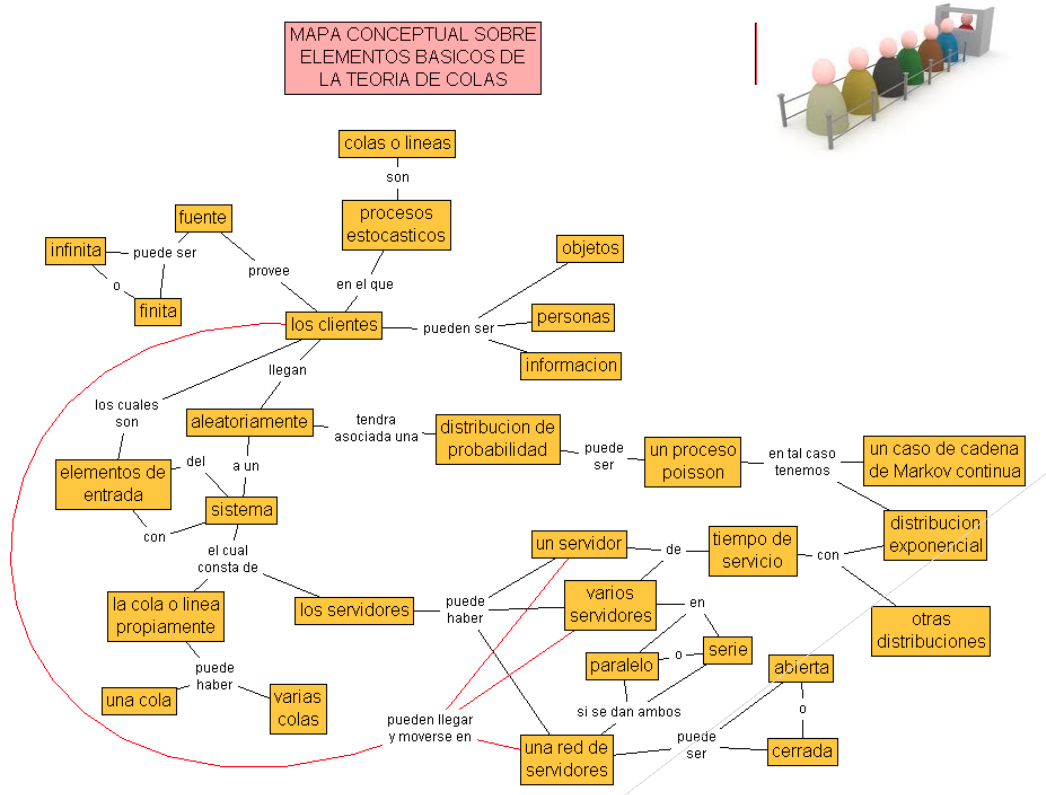 MAPA CONCEPTUAL SOBRE
ELEMENTOS BASICOS DE
LA TEORIA DE COLAS
colas o lineas
son
procesos
estocasticos
fuente
infinita
puede ser
o
finita
provee
en el que
objetos
los clientes
pueden ser
personas
informacion
llegan
los cuales
son
aleatoriamente
tendra
asociada una
distribucion de
probabilidad
puede
ser
un proceso
poisson
en tal caso
tenemos
un caso de cadena
de Markov continua
elementos de
entrada
del
a un
sistema
con
el cual
consta de
un servidor
de
tiempo de
servicio
con
distribucion
exponencial
la cola o linea
propiamente
los servidores
puede
haber
varios
servidores
en
otras
distribuciones
paralelo
o
serie
abierta
puede
haber
una cola
varias
colas
si se dan ambos
o
pueden llegar
y moverse en
una red de
servidores
puede
ser
cerrada